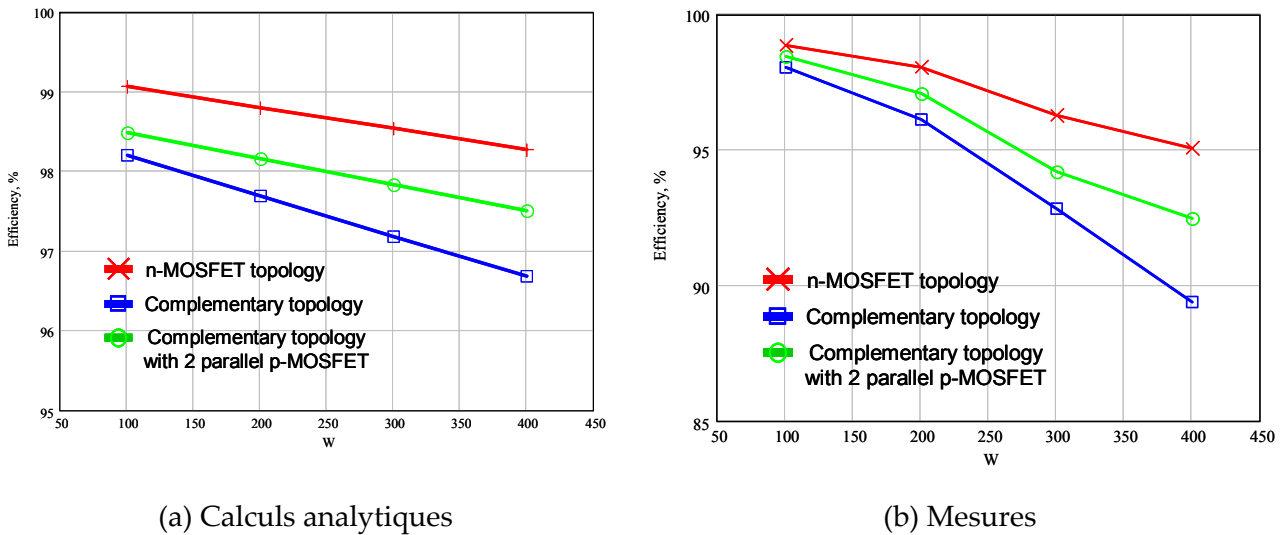 100
99
98
97
96
95
Efficiency, %
50 100 150 200 250 300 350 400 450
W
n-MOSFET topology
Complementary topology
Complementary topology
with 2 parallel p-MOSFET
(a) Calculs analytiques
100
95
90
85
Efficiency, %
50 100 150 200 250 300 350 400 450
W
n-MOSFET topology
Complementary topology
Complementary topology
with 2 parallel p-MOSFET
(b) Mesures